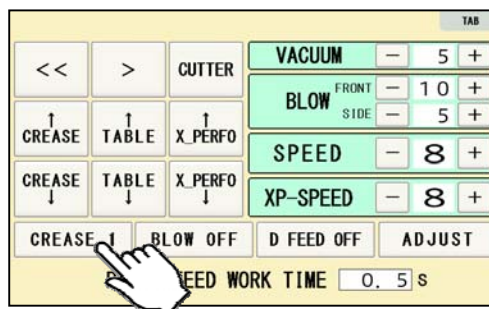 TAB
<< > CUTTER VACUUM − 5 +
BLOW FRONT − 10 +
SIDE − 5 +
↑ CREASE ↑ TABLE ↑ X_PERFO
SPEED − 8 +
CREASE ↓ TABLE ↓ X_PERFO ↓
XP-SPEED − 8 +
CREASE 1 BLOW OFF D FEED OFF ADJUST
WORK TIME 0. 5 S